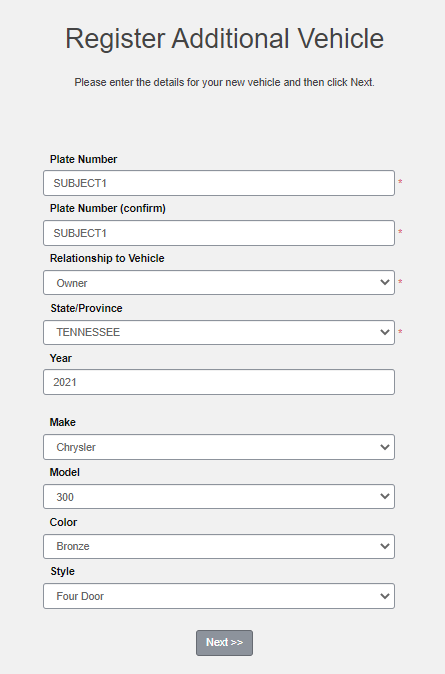 Register Additional Vehicle
Please enter the details for your new vehicle and then click Next.
Plate Number
SUBJECT1 *
Plate Number (confirm)
SUBJECT1 *
Relationship to Vehicle
Owner *
State/Province
TENNESSEE *
Year
2021
Make
Chrysler
Model
300
Color
Bronze
Style
Four Door
Next >>